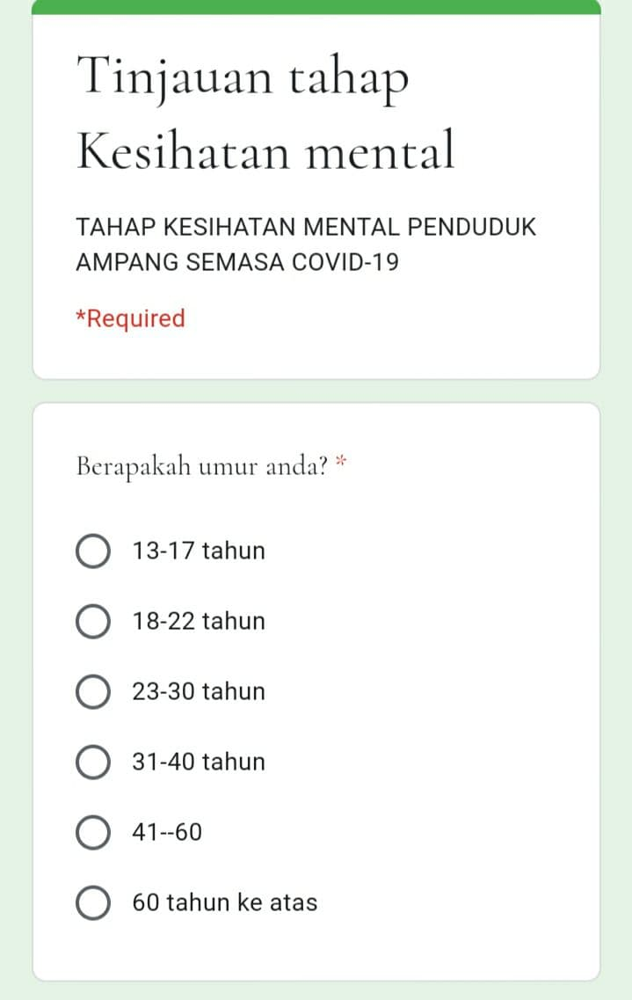 Tinjauan tahap
Kesihatan mental
TAHAP KESIHATAN MENTAL PENDUDUK
AMPANG SEMASA COVID-19
*Required
Berapakah umur anda? *
13-17 tahun
18-22 tahun
23-30 tahun
31-40 tahun
41--60
60 tahun ke atas